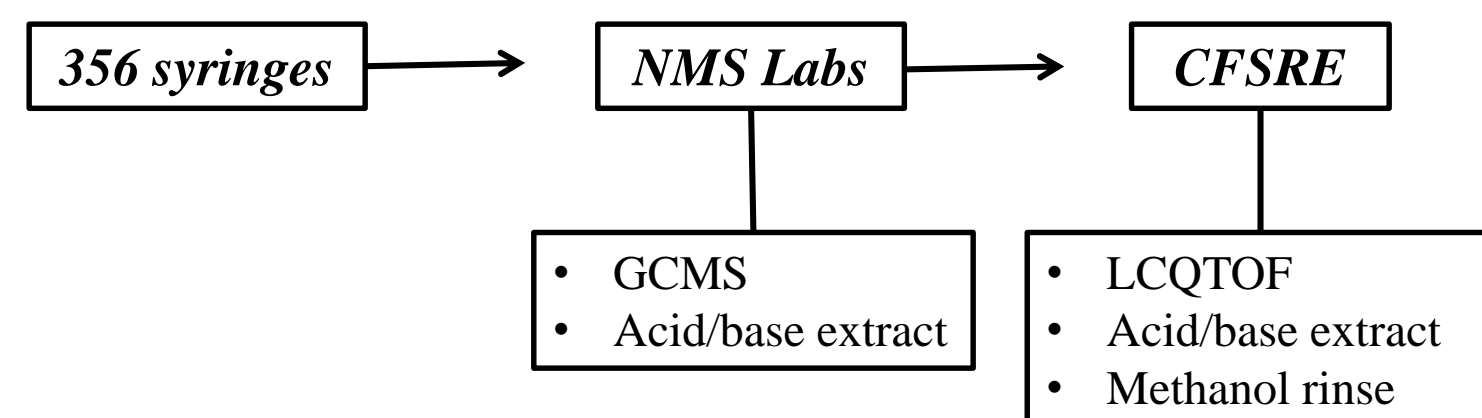 356 syringes
NMS Labs
CFSRE
• GCMS
• Acid/base extract
• LCQTOF
• Acid/base extract
• Methanol rinse